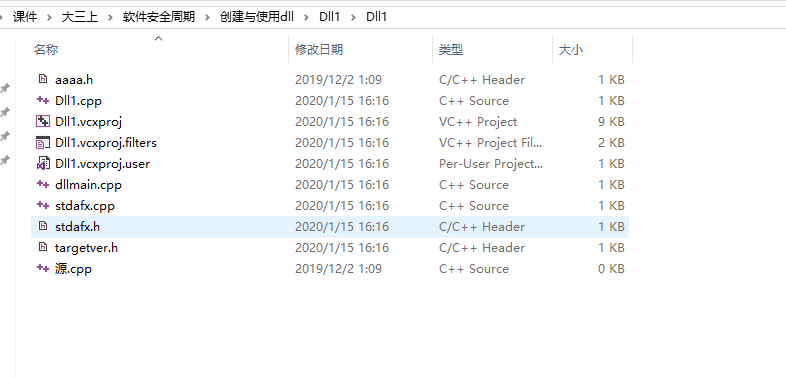 课件 > 大三上 > 软件安全周期 > 创建与使用dll > Dll1 > Dll1
名称 修改日期 类型 大小
aaaa.h 2019/12/2 1:09 C/C++ Header 1 KB
Dll1.cpp 2020/1/15 16:16 C++ Source 1 KB
Dll1.vcxproj 2020/1/15 16:16 VC++ Project 9 KB
Dll1.vcxproj.filters 2020/1/15 16:16 VC++ Project Fil... 2 KB
Dll1.vcxproj.user 2020/1/15 16:16 Per-User Project... 1 KB
dllmain.cpp 2020/1/15 16:16 C++ Source 1 KB
stdafx.cpp 2020/1/15 16:16 C++ Source 1 KB
stdafx.h 2020/1/15 16:16 C/C++ Header 1 KB
targetver.h 2020/1/15 16:16 C/C++ Header 1 KB
源.cpp 2019/12/2 1:09 C++ Source 0 KB